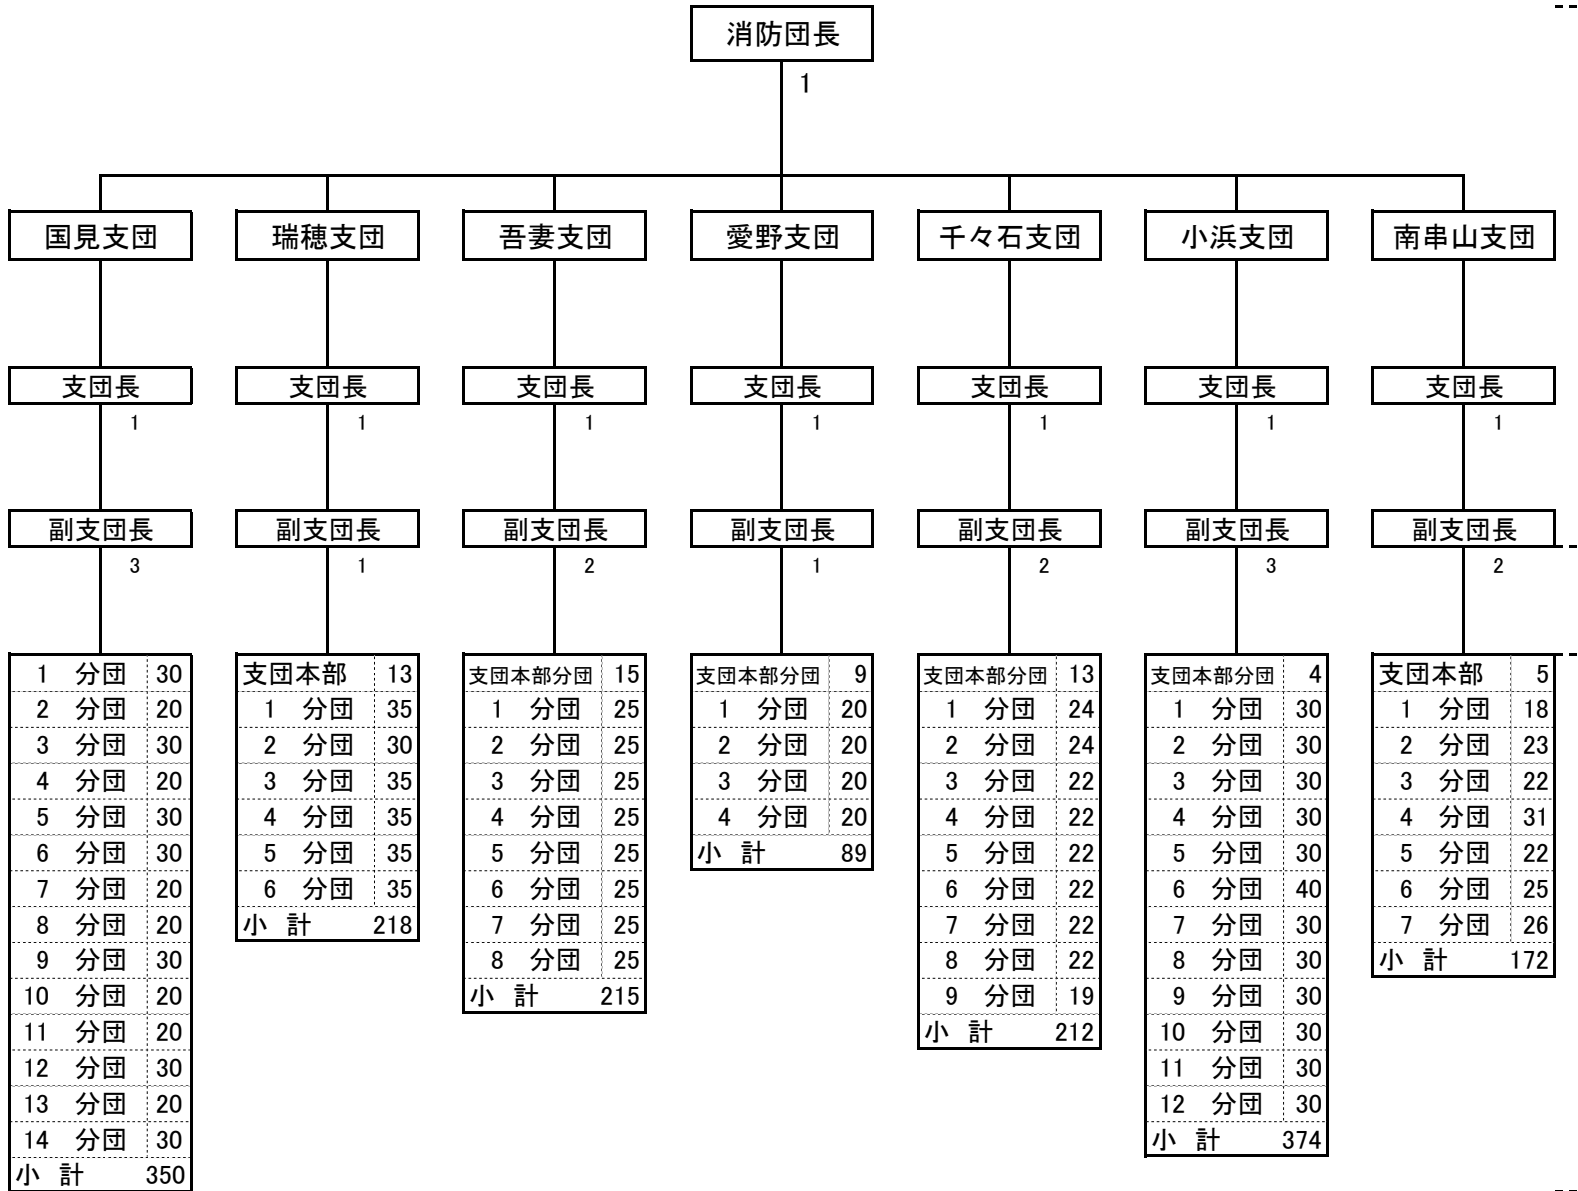 消防団長
1
国見支団 瑞穂支団 吾妻支団 愛野支団 千々石支団 小浜支団 南串山支団
支団長 支団長 支団長 支団長 支団長 支団長 支団長
1 1 1 1 1 1 1
副支団長 副支団長 副支団長 副支団長 副支団長 副支団長 副支団長
3 1 2 1 2 3 2
1 分団 30
2 分団 20
3 分団 30
4 分団 20
5 分団 30
6 分団 30
7 分団 20
8 分団 20
9 分団 30
10 分団 20
11 分団 20
12 分団 30
13 分団 20
14 分団 30
小 計 350
支団本部 13
1 分団 35
2 分団 30
3 分団 35
4 分団 35
5 分団 35
6 分団 35
小 計 218
支団本部分団 15
1 分団 25
2 分団 25
3 分団 25
4 分団 25
5 分団 25
6 分団 25
7 分団 25
8 分団 25
小 計 215
支団本部分団 9
1 分団 20
2 分団 20
3 分団 20
4 分団 20
小 計 89
支団本部分団 13
1 分団 24
2 分団 24
3 分団 22
4 分団 22
5 分団 22
6 分団 22
7 分団 22
8 分団 22
9 分団 19
小 計 212
支団本部分団 4
1 分団 30
2 分団 30
3 分団 30
4 分団 30
5 分団 30
6 分団 40
7 分団 30
8 分団 30
9 分団 30
10 分団 30
11 分団 30
12 分団 30
小 計 374
支団本部 5
1 分団 18
2 分団 23
3 分団 22
4 分団 31
5 分団 22
6 分団 25
7 分団 26
小 計 172